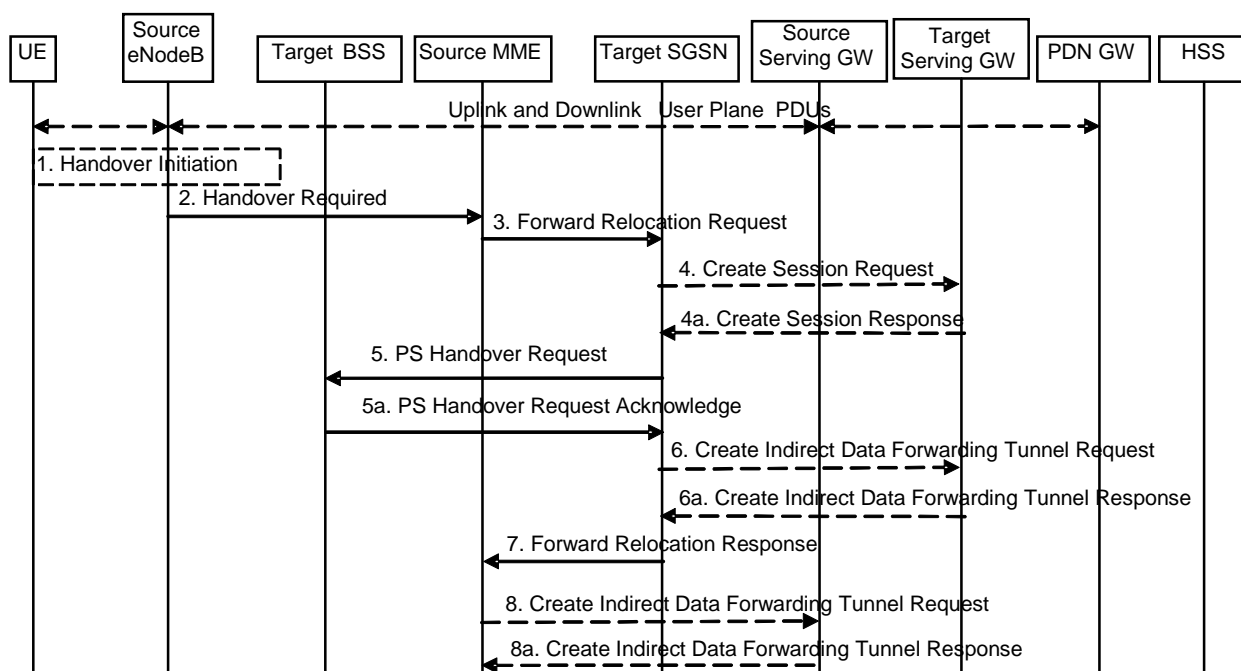 UE
Source
eNodeB
Target BSS
Source MME
Target SGSN
Source
Serving GW
Target
Serving GW
PDN GW
HSS
Uplink and Downlink User Plane PDUs
1. Handover Initiation
2. Handover Required
3. Forward Relocation Request
4. Create Session Request
4a. Create Session Response
5. PS Handover Request
5a. PS Handover Request Acknowledge
6. Create Indirect Data Forwarding Tunnel Request
6a. Create Indirect Data Forwarding Tunnel Response
7. Forward Relocation Response
8. Create Indirect Data Forwarding Tunnel Request
8a. Create Indirect Data Forwarding Tunnel Response